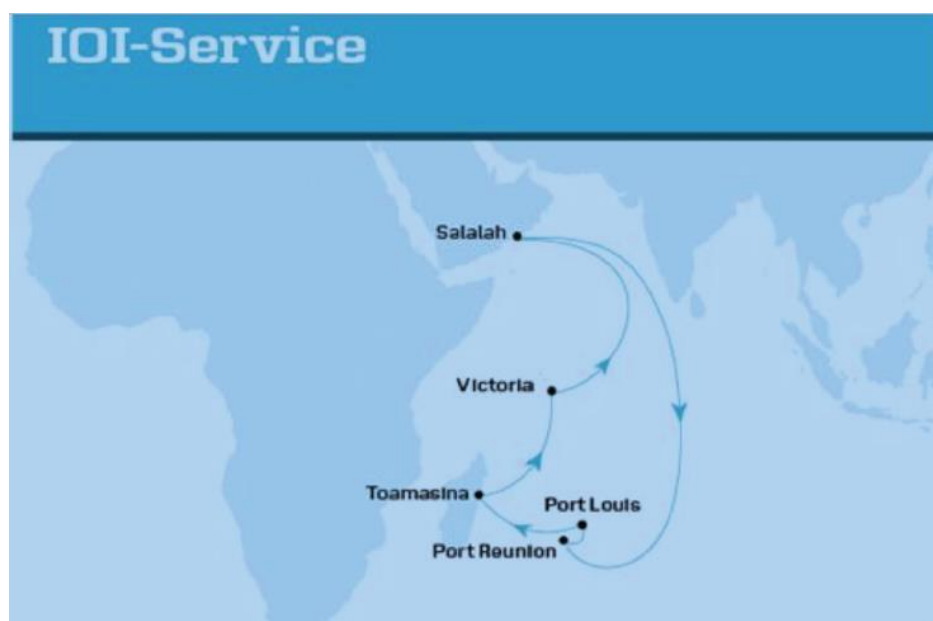 IOI-Service
Salalah
Victoria
Toamasina
Port Louis
Port Reunion